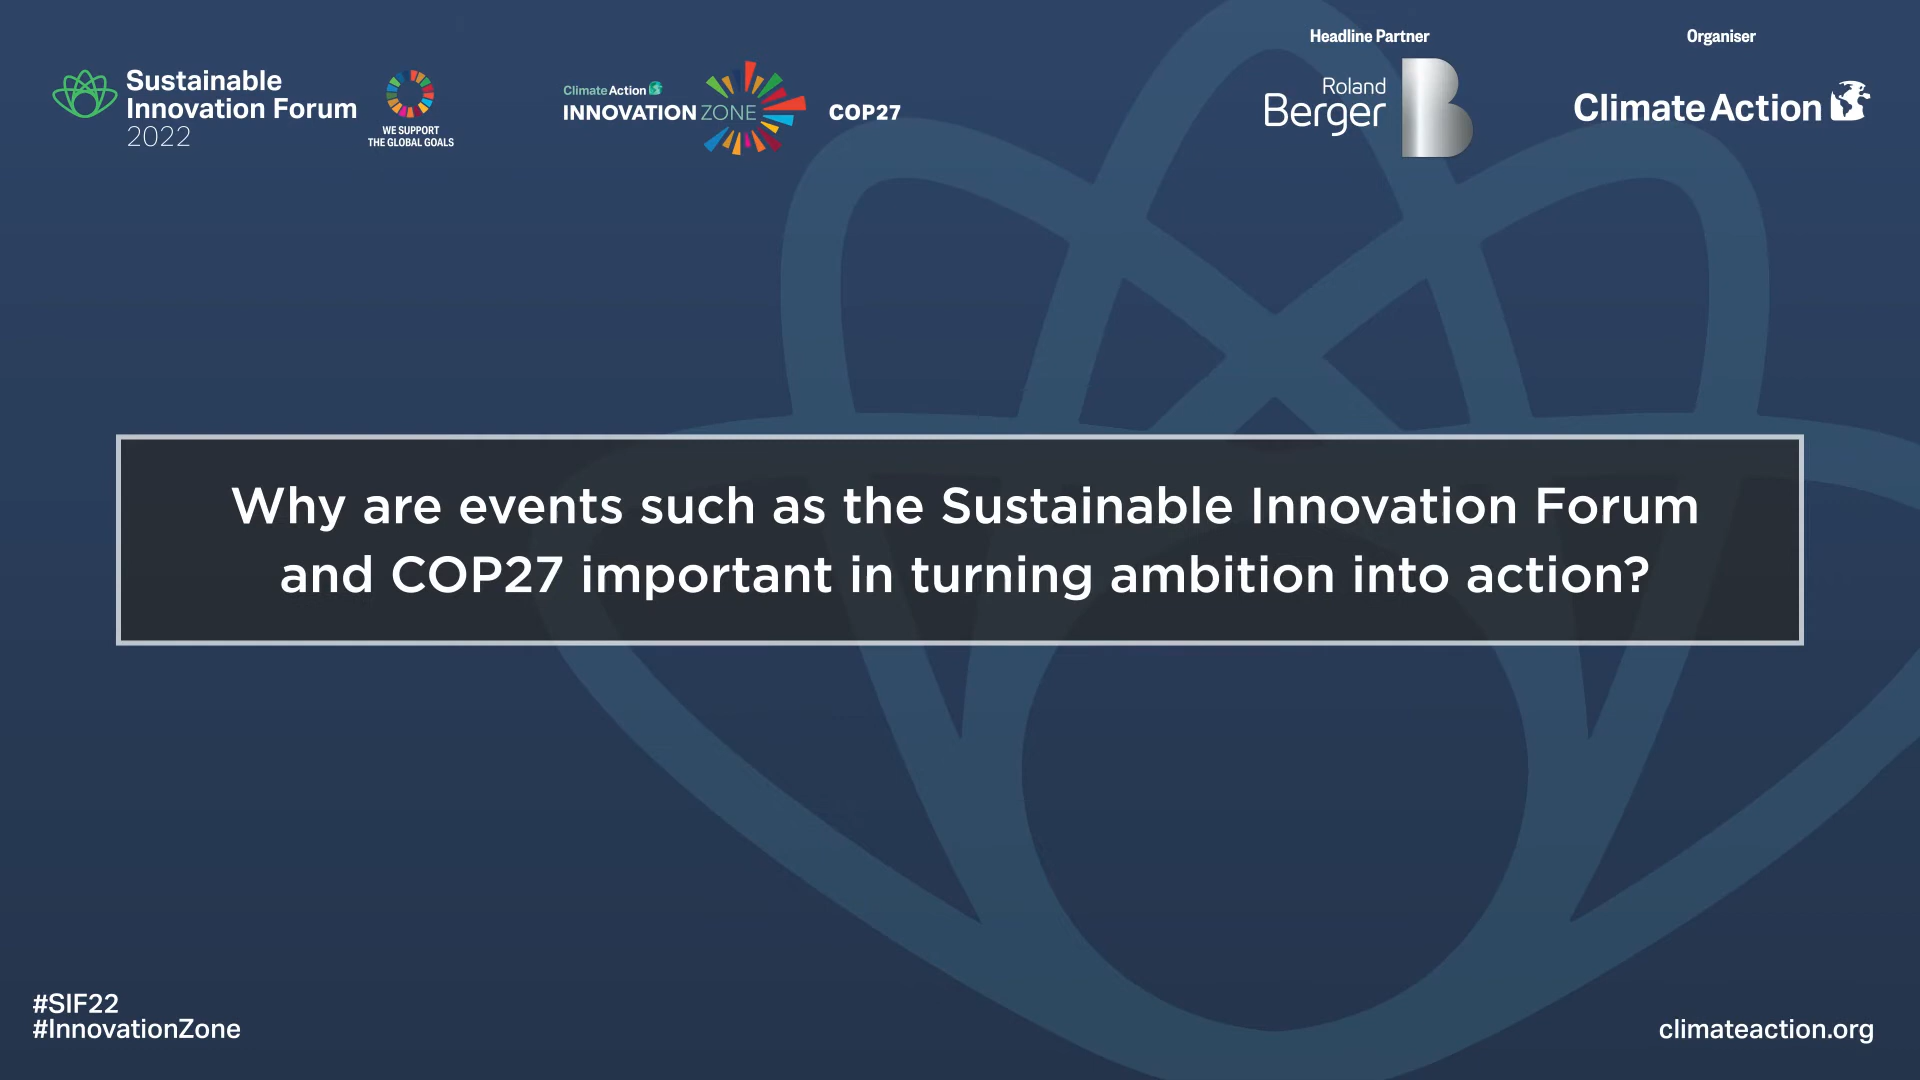 Sustainable
Innovation Forum
2022
WE SUPPORT
THE GLOBAL GOALS
Climate Action
INNOVATION ZONE
COP27
Headline Partner
Roland
Berger
B
Organiser
Climate Action
Why are events such as the Sustainable Innovation Forum
and COP27 important in turning ambition into action?
#SIF22
#InnovationZone
climateaction.org